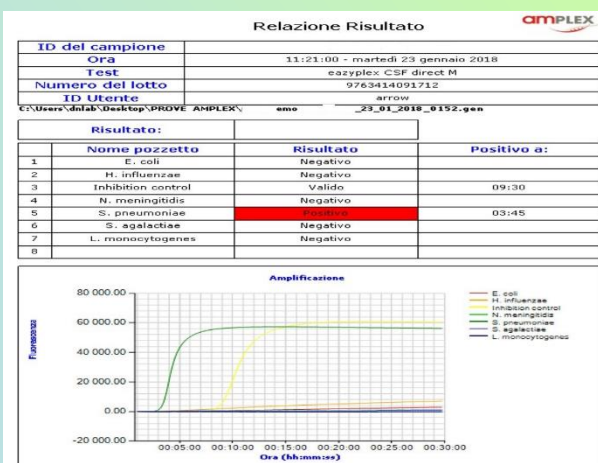 Relazione Risultato
amPLEX
ID del campione
Ora 11:21:00 - martedì 23 gennaio 2018
Test eazyplex CSF direct M
Numero del lotto 9763414091712
ID Utente arrow
C:\Users\dnlab\Desktop\PROVE AMPLEX\ emo _23_01_2018_0152.gen
Risultato:
Nome pozzetto Risultato Positivo a:
1 E. coli Negativo
2 H. influenzae Negativo
3 Inhibition control Valido 09:30
4 N. meningitidis Negativo
5 S. pneumoniae Positivo 03:45
6 S. agalactiae Negativo
7 L. monocytogenes Negativo
8
Amplificazione
80 000.00
60 000.00
40 000.00
20 000.00
0.00
-20 000.00
Fluorescenza
00:05:00 00:10:00 00:15:00 00:20:00 00:25:00 00:30:00
Ora (hh:mm:ss)
E. coli
H. influenzae
Inhibition control
N. meningitidis
S. pneumoniae
S. agalactiae
L. monocytogenes